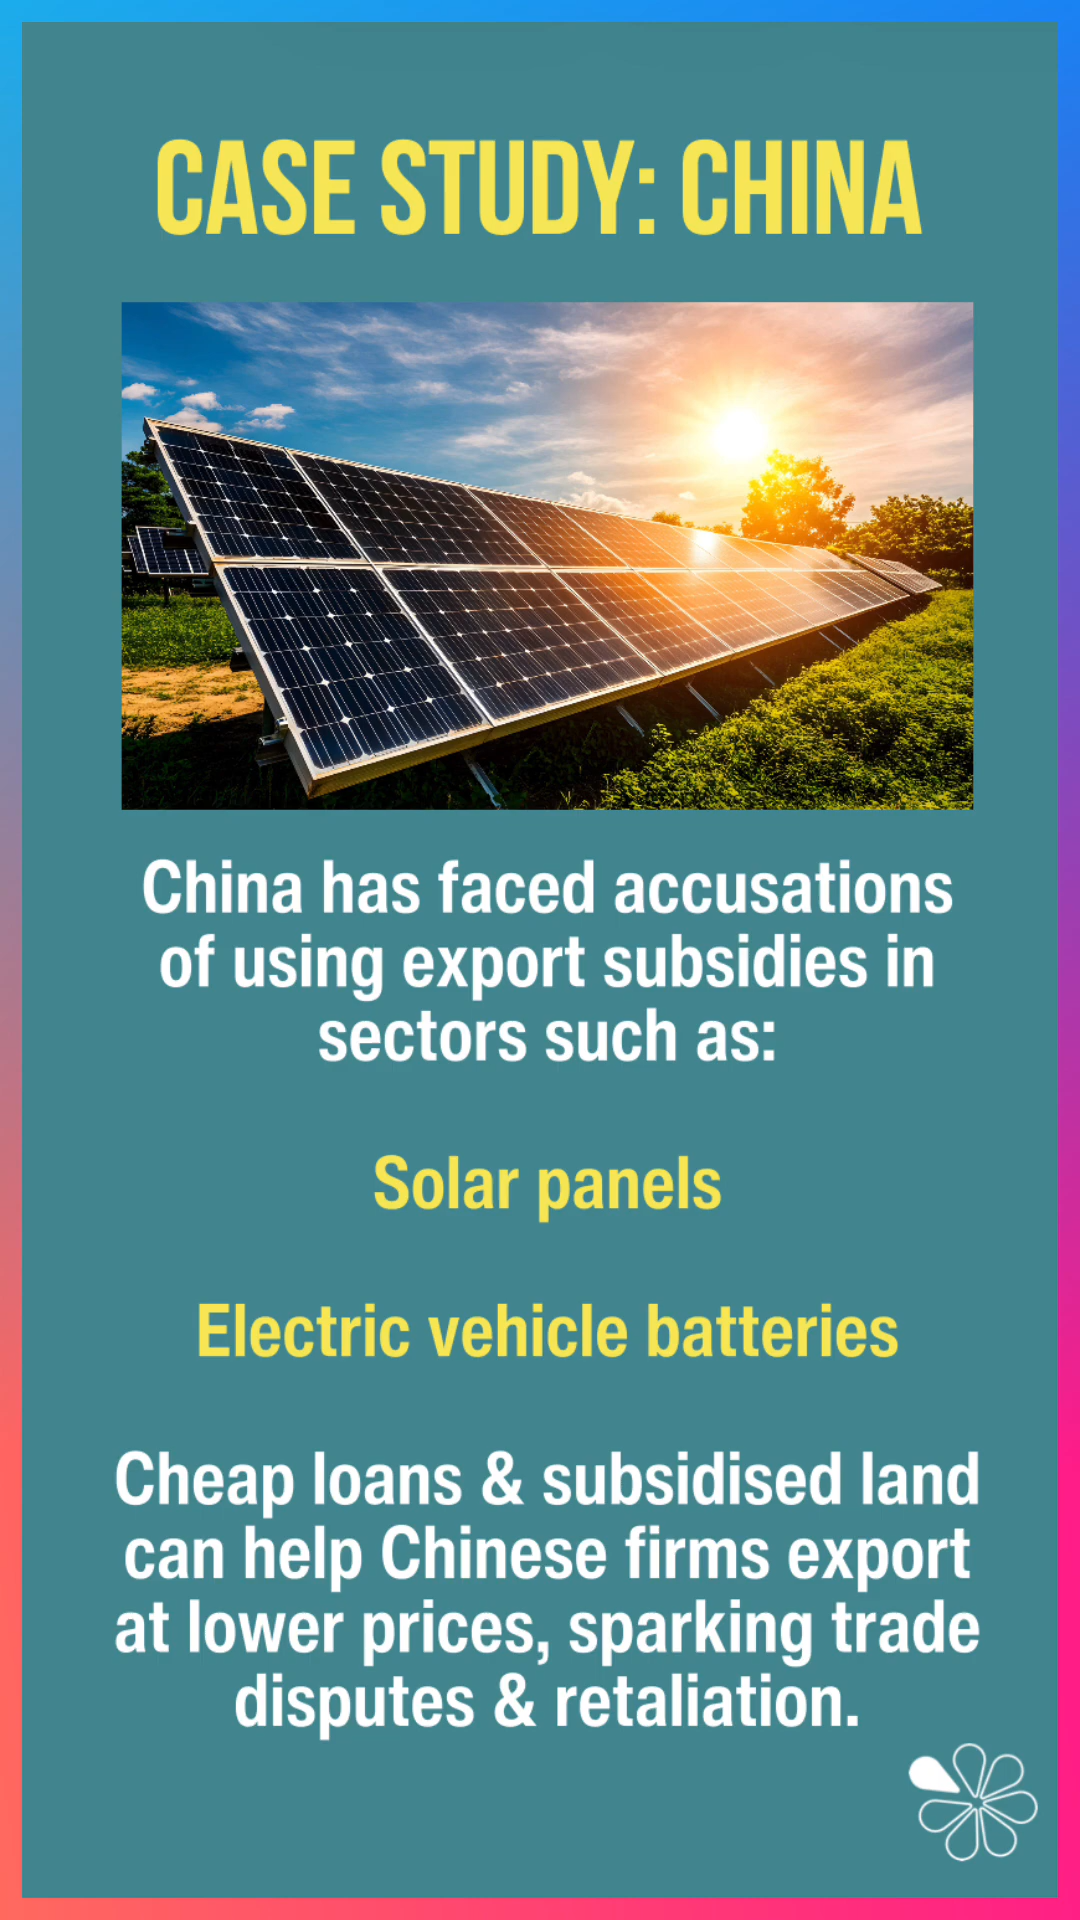 CASE STUDY: CHINA
China has faced accusations
of using export subsidies in
sectors such as:
Solar panels
Electric vehicle batteries
Cheap loans & subsidised land
can help Chinese firms export
at lower prices, sparking trade
disputes & retaliation.